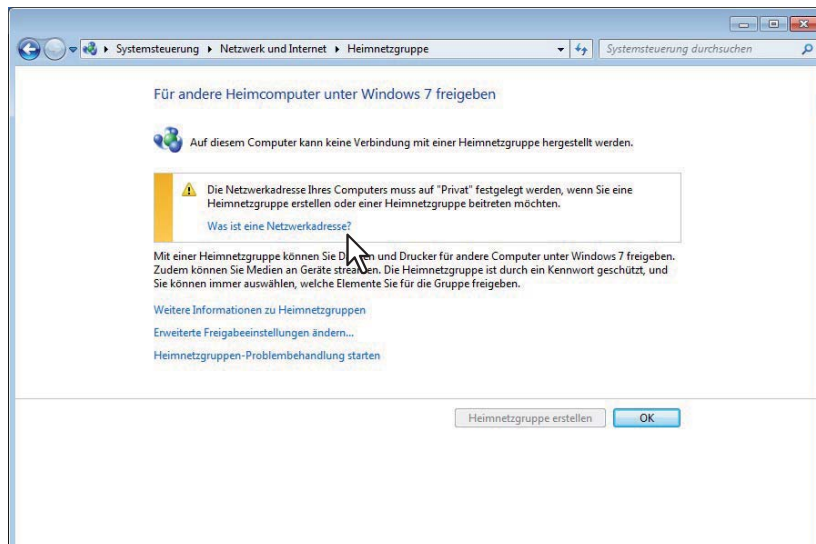 Systemsteuerung ▸ Netzwerk und Internet ▸ Heimnetzgruppe
Systemsteuerung durchsuchen
Für andere Heimcomputer unter Windows 7 freigeben
Auf diesem Computer kann keine Verbindung mit einer Heimnetzgruppe hergestellt werden.
Die Netzwerkadresse Ihres Computers muss auf "Privat" festgelegt werden, wenn Sie eine
Heimnetzgruppe erstellen oder einer Heimnetzgruppe beitreten möchten.
Was ist eine Netzwerkadresse?
Mit einer Heimnetzgruppe können Sie und Drucker für andere Computer unter Windows 7 freigeben.
Zudem können Sie Medien an Geräte streamen. Die Heimnetzgruppe ist durch ein Kennwort geschützt, und
Sie können immer auswählen, welche Elemente Sie für die Gruppe freigeben.
Weitere Informationen zu Heimnetzgruppen
Erweiterte Freigabeeinstellungen ändern...
Heimnetzgruppen-Problembehandlung starten
Heimnetzgruppe erstellen
OK